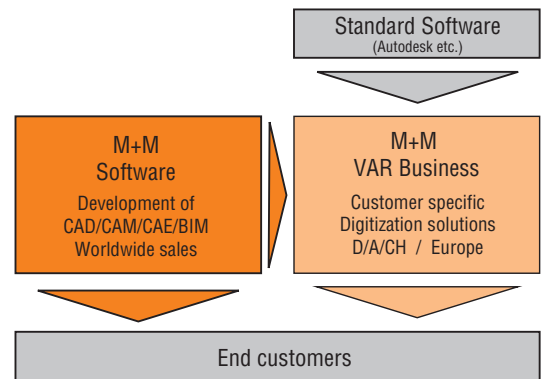 Standard Software
(Autodesk etc.)
M+M
Software
Development of
CAD/CAM/CAE/BIM
Worldwide sales
M+M
VAR Business
Customer specific
Digitization solutions
D/A/CH / Europe
End customers